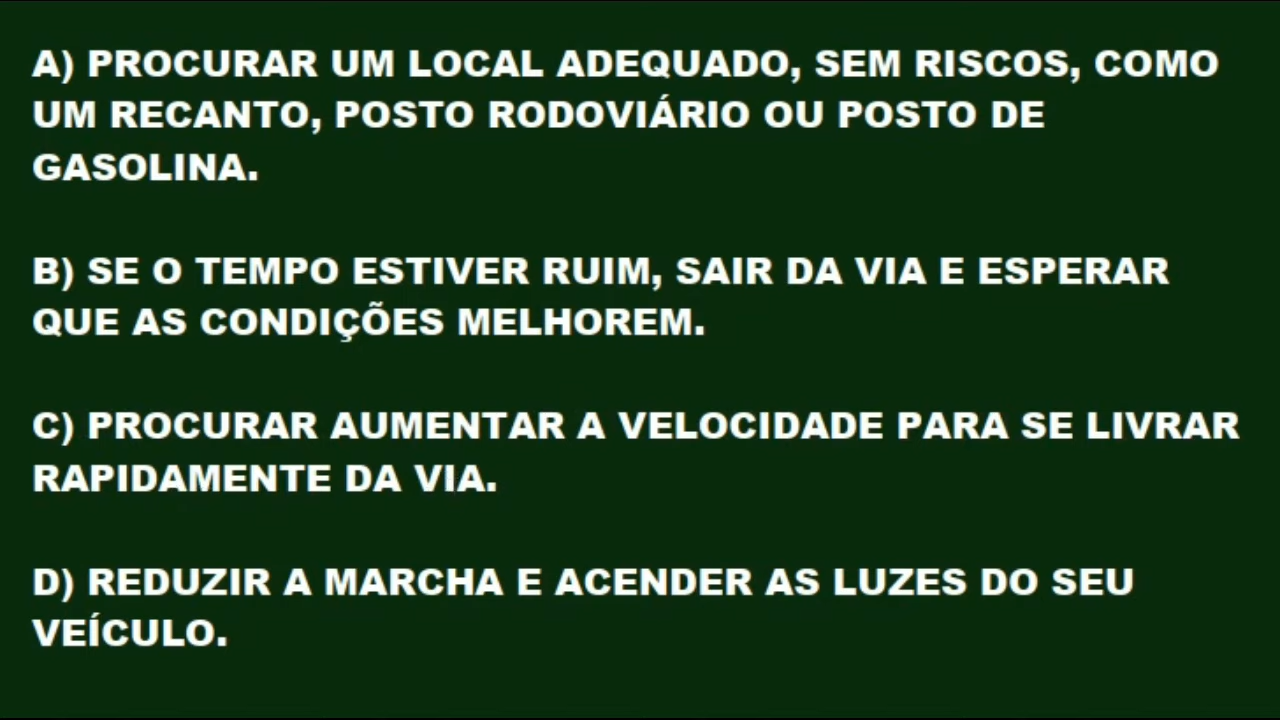 A) PROCURAR UM LOCAL ADEQUADO, SEM RISCOS, COMO
UM RECANTO, POSTO RODOVIÁRIO OU POSTO DE
GASOLINA.
B) SE O TEMPO ESTIVER RUIM, SAIR DA VIA E ESPERAR
QUE AS CONDIÇÕES MELHOREM.
C) PROCURAR AUMENTAR A VELOCIDADE PARA SE LIVRAR
RAPIDAMENTE DA VIA.
D) REDUZIR A MARCHA E ACENDER AS LUZES DO SEU
VEÍCULO.